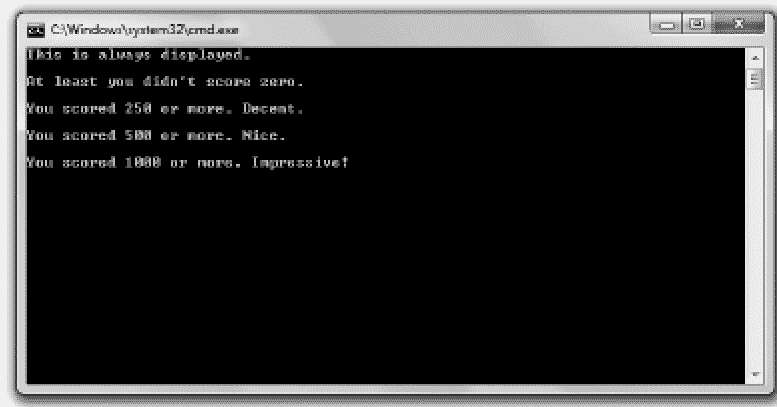 C:\Windows\system32\cmd.exe
This is always displayed.
At least you didn't score zero.
You scored 250 or more. Decent.
You scored 500 or more. Nice.
You scored 1000 or more. Impressive!